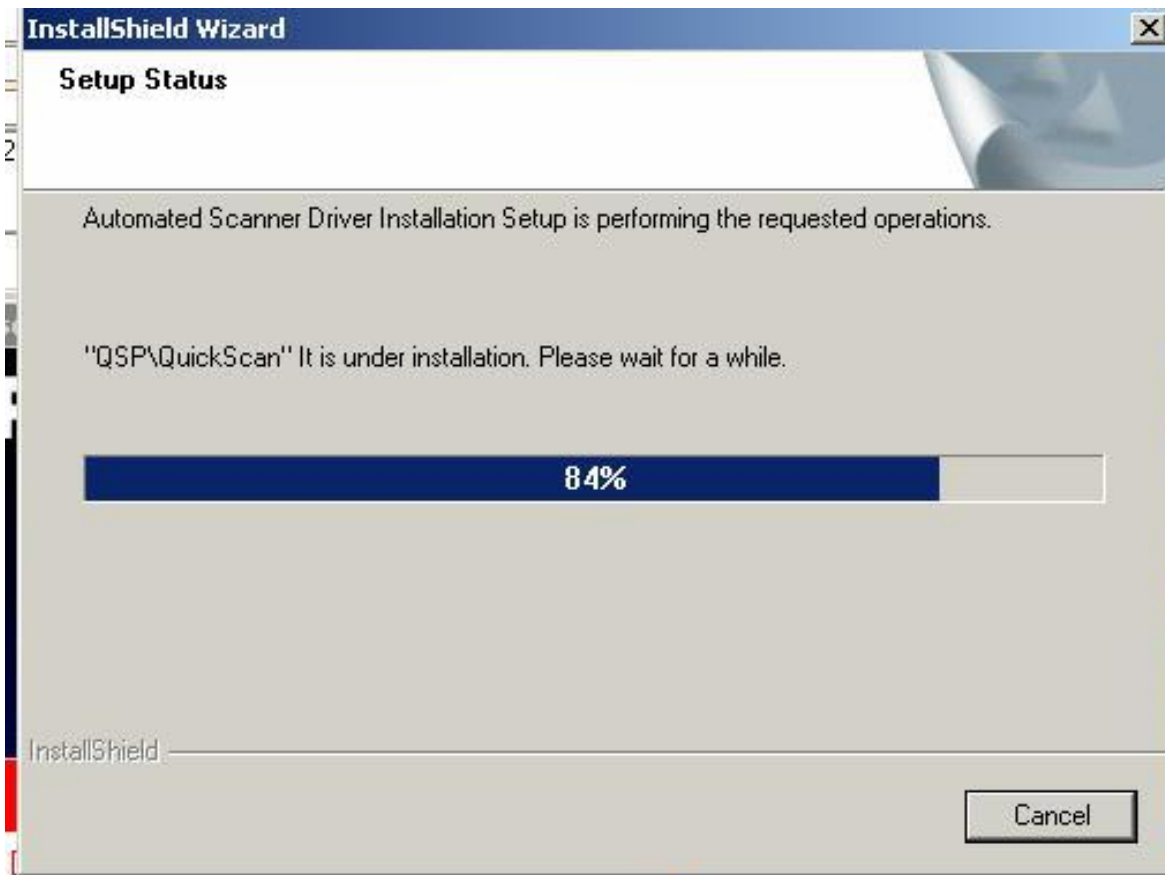 InstallShield Wizard
Setup Status
Automated Scanner Driver Installation Setup is performing the requested operations.
"QSP\QuickScan" It is under installation. Please wait for a while.
84%
InstallShield
Cancel